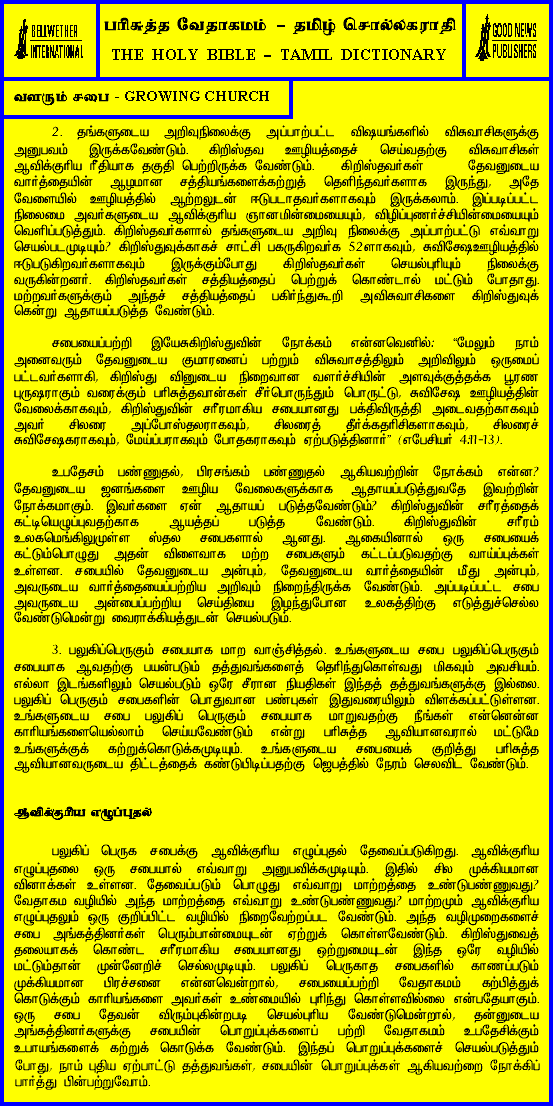 BELLWETHER
INTERNATIONAL
பரிசுத்த வேதாகமம் – தமிழ் சொல்லகராதி
THE HOLY BIBLE – TAMIL DICTIONARY
GOOD NEWS
PUBLISHERS
வளரும் சபை - GROWING CHURCH
2. தங்களுடைய அறிவுநிலைக்கு அப்பாற்பட்ட விஷயங்களில் விசுவாசிகளுக்கு
அனுபவம் இருக்கவேண்டும். கிறிஸ்தவ ஊழியத்தைச் செய்வதற்கு விசுவாசிகள்
ஆவிக்குரிய ரீதியாக தகுதி பெற்றிருக்க வேண்டும். கிறிஸ்தவர்கள் தேவனுடைய
வார்த்தையின் ஆழமான சத்தியங்களைக்கற்றுத் தெளிந்தவர்களாக இருந்து, அதே
வேளையில் ஊழியத்தில் ஆற்றலுடன் ஈடுபடாதவர்களாகவும் இருக்கலாம். இப்படிப்பட்ட
நிலைமை அவர்களுடைய ஆவிக்குரிய ஞானமின்மையையும், விழிப்புணர்ச்சியின்மையையும்
வெளிப்படுத்தும். கிறிஸ்தவர்களால் தங்களுடைய அறிவு நிலைக்கு அப்பாற்பட்டு எவ்வாறு
செயல்படமுடியும்? கிறிஸ்துவுக்காகச் சாட்சி பகருகிறவர்க 52ளாகவும், சுவிசேஷஊழியத்தில்
ஈடுபடுகிறவர்களாகவும் இருக்கும்போது கிறிஸ்தவர்கள் செயல்புரியும் நிலைக்கு
வருகின்றனர். கிறிஸ்தவர்கள் சத்தியத்தைப் பெற்றுக் கொண்டால் மட்டும் போதாது.
மற்றவர்களுக்கும் அந்தச் சத்தியத்தைப் பகிர்ந்துகூறி அவிசுவாசிகளை கிறிஸ்துவுக்
கென்று ஆதாயப்படுத்த வேண்டும்.
சபையைப்பற்றி இயேசுகிறிஸ்துவின் நோக்கம் என்னவெனில்: “மேலும் நாம்
அனைவரும் தேவனுடைய குமாரனைப் பற்றும் விசுவாசத்திலும் அறிவிலும் ஒருமைப்
பட்டவர்களாகி, கிறிஸ்து வினுடைய நிறைவான வளர்ச்சியின் அளவுக்குத்தக்க பூரண
புருஷராகும் வரைக்கும் பரிசுத்தவான்கள் சீர்பொருந்தும் பொருட்டு, சுவிசேஷ ஊழியத்தின்
வேலைக்காகவும், கிறிஸ்துவின் சரீரமாகிய சபையானது பக்திவிருத்தி அடைவதற்காகவும்
அவர் சிலரை அப்போஸ்தலராகவும், சிலரைத் தீர்க்கதரிசிகளாகவும், சிலரைச்
சுவிசேஷகராகவும், மேய்ப்பராகவும் போதகராகவும் ஏற்படுத்தினார்” (எபேசியர் 4:11-13).
உபதேசம் பண்ணுதல், பிரசங்கம் பண்ணுதல் ஆகியவற்றின் நோக்கம் என்ன?
தேவனுடைய ஜனங்களை ஊழிய வேலைகளுக்காக ஆதாயப்படுத்துவதே இவற்றின்
நோக்கமாகும். இவர்களை ஏன் ஆதாயப் படுத்தவேண்டும்? கிறிஸ்துவின் சரீரத்தைக்
கட்டியெழுப்புவதற்காக ஆயத்தப் படுத்த வேண்டும். கிறிஸ்துவின் சரீரம்
உலகமெங்கிலுமுள்ள ஸ்தல சபைகளால் ஆனது. ஆகையினால் ஒரு சபையைக்
கட்டும்பொழுது அதன் விளைவாக மற்ற சபைகளும் கட்டப்படுவதற்கு வாய்ப்புக்கள்
உள்ளன. சபையில் தேவனுடைய அன்பும், தேவனுடைய வார்த்தையின் மீது அன்பும்,
அவருடைய வார்த்தையைப்பற்றிய அறிவும் நிறைந்திருக்க வேண்டும். அப்படிப்பட்ட சபை
அவருடைய அன்பைப்பற்றிய செய்தியை இழந்துபோன உலகத்திற்கு எடுத்துச்செல்ல
வேண்டுமென்று வைராக்கியத்துடன் செயல்படும்.
3. பலுகிப்பெருகும் சபையாக மாற வாஞ்சித்தல். உங்களுடைய சபை பலுகிப்பெருகும்
சபையாக ஆவதற்கு பயன்படும் தத்துவங்களைத் தெரிந்துகொள்வது மிகவும் அவசியம்.
எல்லா இடங்களிலும் செயல்படும் ஒரே சீரான நியதிகள் இந்தத் தத்துவங்களுக்கு இல்லை.
பலுகிப் பெருகும் சபைகளின் பொதுவான பண்புகள் இதுவரையிலும் விளக்கப்பட்டுள்ளன.
உங்களுடைய சபை பலுகிப் பெருகும் சபையாக மாறுவதற்கு நீங்கள் என்னென்ன
காரியங்களையெல்லாம் செய்யவேண்டும் என்று பரிசுத்த ஆவியானவரால் மட்டுமே
உங்களுக்குக் கற்றுக்கொடுக்கமுடியும். உங்களுடைய சபையைக் குறித்து பரிசுத்த
ஆவியானவருடைய திட்டத்தைக் கண்டுபிடிப்பதற்கு ஜெபத்தில் நேரம் செலவிட வேண்டும்.
ஆவிக்குரிய எழுப்புதல்
பலுகிப் பெருக சபைக்கு ஆவிக்குரிய எழுப்புதல் தேவைப்படுகிறது. ஆவிக்குரிய
எழுப்புதலை ஒரு சபையால் எவ்வாறு அனுபவிக்கமுடியும். இதில் சில முக்கியமான
வினாக்கள் உள்ளன. தேவைப்படும் பொழுது எவ்வாறு மாற்றத்தை உண்டுபண்ணுவது?
வேதாகம வழியில் அந்த மாற்றத்தை எவ்வாறு உண்டுபண்ணுவது? மாற்றமும் ஆவிக்குரிய
எழுப்புதலும் ஒரு குறிப்பிட்ட வழியில் நிறைவேற்றப்பட வேண்டும். அந்த வழிமுறைகளைச்
சபை அங்கத்தினர்கள் பெரும்பான்மையுடன் ஏற்றுக் கொள்ளவேண்டும். கிறிஸ்துவைத்
தலையாகக் கொண்ட சரீரமாகிய சபையானது ஒற்றுமையுடன் இந்த ஒரே வழியில்
மட்டும்தான் முன்னேறிச் செல்லமுடியும். பலுகிப் பெருகாத சபைகளில் காணப்படும்
முக்கியமான பிரச்சனை என்னவென்றால், சபையைப்பற்றி வேதாகமம் கற்பித்துக்
கொடுக்கும் காரியங்களை அவர்கள் உண்மையில் புரிந்து கொள்ளவில்லை என்பதேயாகும்.
ஒரு சபை தேவன் விரும்புகின்றபடி செயல்புரிய வேண்டுமென்றால், தன்னுடைய
அங்கத்தினர்களுக்கு சபையின் பொறுப்புக்களைப் பற்றி வேதாகமம் உபதேசிக்கும்
உபாயங்களைக் கற்றுக் கொடுக்க வேண்டும். இந்தப் பொறுப்புக்களைச் செயல்படுத்தும்
போது, நாம் புதிய ஏற்பாட்டு தத்துவங்கள், சபையின் பொறுப்புக்கள் ஆகியவற்றை நோக்கிப்
பார்த்து பின்பற்றுவோம்.